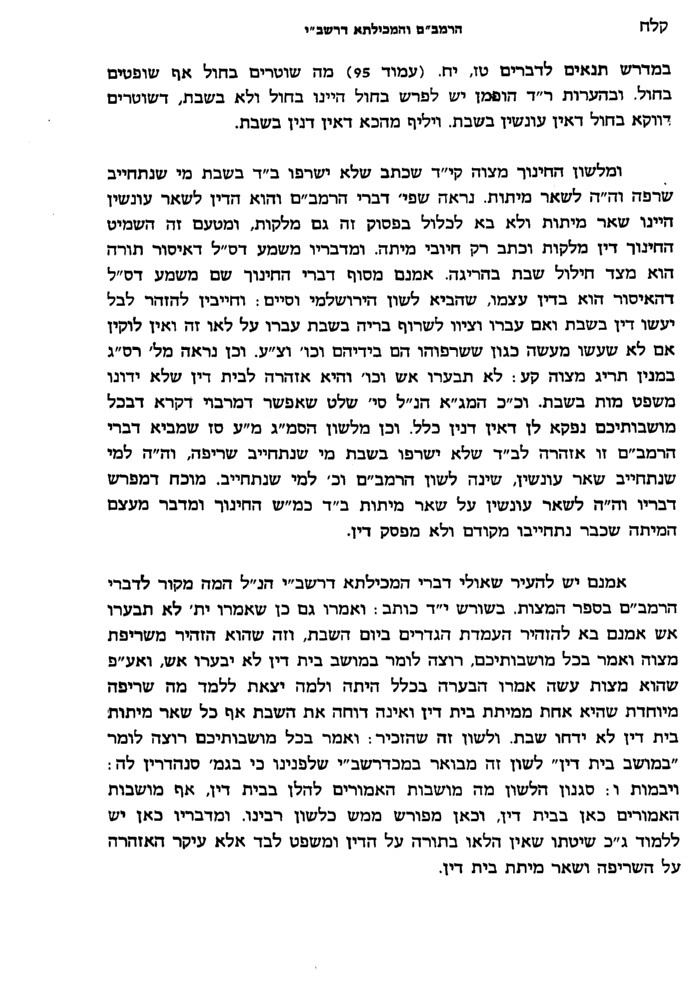 קלח
הרמב"ם והמכילתא דרשב"י
במדרש תנאים לדברים טז, יח. (עמוד 95) מה שוטרים בחול אף שופטים
בחול. ובהערות ר"ד הופמן יש לפרש בחול היינו בחול ולא בשבת, דשוטרים
דווקא בחול דאין עונשין בשבת. ויליף מהכא דאין דנין בשבת.
ומלשון החינוך מצוה קי"ד שכתב שלא ישרפו ב"ד בשבת מי שנתחייב
שרפה וה"ה לשאר מיתות. נראה שפי' דברי הרמב"ם והוא הדין לשאר עונשין
היינו שאר מיתות ולא בא לכלול בפסוק זה גם מלקות, ומטעם זה השמיט
החינוך דין מלקות וכתב רק חיובי מיתה. ומדבריו משמע דס"ל דאיסור תורה
הוא מצד חילול שבת בהריגה. אמנם מסוף דברי החינוך שם משמע דס"ל
דהאיסור הוא בדין עצמו, שהביא לשון הירושלמי וסיים: וחייבין להזהר לבל
יעשו דין בשבת ואם עברו וציוו לשרוף בריה בשבת עברו על לאו זה ואין לוקין
אם לא שעשו מעשה כגון ששרפוהו הם בידיהם וכו' וצ"ע. וכן נראה מל' רס"ג
במנין תריג מצוה קע: לא תבערו אש וכו' והיא אזהרה לבית דין שלא ידונו
משפט מות בשבת. וכ"כ המג"א הנ"ל סי' שלט שאפשר דמרבוי דקרא דבכל
מושבותיכם נפקא לן דאין דנין כלל. וכן מלשון הסמ"ג מ"ע סז שמביא דברי
הרמב"ם זו אזהרה לב"ד שלא ישרפו בשבת מי שנתחייב שריפה, וה"ה למי
שנתחייב שאר עונשין, שינה לשון הרמב"ם וכ' למי שנתחייב. מוכח דמפרש
דבריו וה"ה לשאר עונשין על שאר מיתות ב"ד כמ"ש החינוך ומדבר מעצם
המיתה שכבר נתחייבו מקודם ולא מפסק דין.
אמנם יש להעיר שאולי דברי המכילתא דרשב"י הנ"ל המה מקור לדברי
הרמב"ם בספר המצות. בשורש י"ד כותב: ואמרו גם כן שאמרו ית' לא תבערו
אש אמנם בא להזהיר העמדת הגדרים ביום השבת, וזה שהוא הזהיר משריפת
מצוה ואמר בכל מושבותיכם, רוצה לומר במושב בית דין לא יבערו אש, ואע"פ
שהוא מצות עשה אמרו הבערה בכלל היתה ולמה יצאת ללמד מה שריפה
מיוחדת שהיא אחת ממיתת בית דין ואינה דוחה את השבת אף כל שאר מיתות
בית דין לא ידחו שבת. ולשון זה שהזכיר: ואמר בכל מושבותיכם רוצה לומר
"במושב בית דין" לשון זה מבואר במכדרשב"י שלפנינו כי בגמ' סנהדרין לה:
ויבמות ו: סגנון הלשון מה מושבות האמורים להלן בבית דין, אף מושבות
האמורים כאן בבית דין, וכאן מפורש ממש כלשון רבינו. ומדבריו כאן יש
ללמוד ג"כ שיטתו שאין הלאו בתורה על הדין ומשפט לבד אלא עיקר האזהרה
על השריפה ושאר מיתת בית דין.